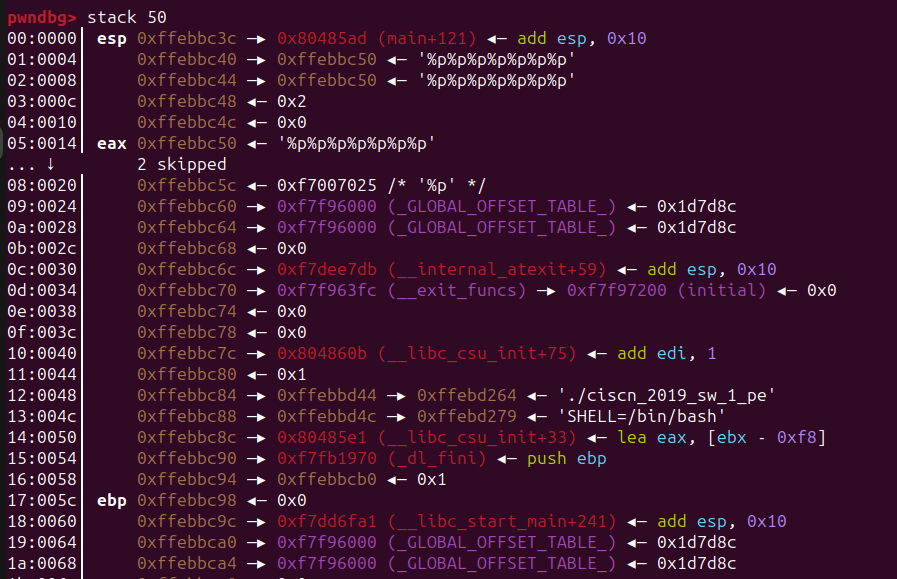 pwndbg> stack 50
00:0000│ esp 0xffebbc3c —▸ 0x80485ad (main+121) ◂— add esp, 0x10
01:0004│     0xffebbc40 —▸ 0xffebbc50 ◂— '%p%p%p%p%p%p%p'
02:0008│     0xffebbc44 —▸ 0xffebbc50 ◂— '%p%p%p%p%p%p%p'
03:000c│     0xffebbc48 ◂— 0x2
04:0010│     0xffebbc4c ◂— 0x0
05:0014│ eax 0xffebbc50 ◂— '%p%p%p%p%p%p%p'
... ↓        2 skipped
08:0020│     0xffebbc5c ◂— 0xf7007025 /* '%p' */
09:0024│     0xffebbc60 —▸ 0xf7f96000 (_GLOBAL_OFFSET_TABLE_) ◂— 0x1d7d8c
0a:0028│     0xffebbc64 —▸ 0xf7f96000 (_GLOBAL_OFFSET_TABLE_) ◂— 0x1d7d8c
0b:002c│     0xffebbc68 ◂— 0x0
0c:0030│     0xffebbc6c —▸ 0xf7dee7db (__internal_atexit+59) ◂— add esp, 0x10
0d:0034│     0xffebbc70 —▸ 0xf7f963fc (__exit_funcs) —▸ 0xf7f97200 (initial) ◂— 0x0
0e:0038│     0xffebbc74 ◂— 0x0
0f:003c│     0xffebbc78 ◂— 0x0
10:0040│     0xffebbc7c —▸ 0x804860b (__libc_csu_init+75) ◂— add edi, 1
11:0044│     0xffebbc80 ◂— 0x1
12:0048│     0xffebbc84 —▸ 0xffebbd44 —▸ 0xffebd264 ◂— './ciscn_2019_sw_1_pe'
13:004c│     0xffebbc88 —▸ 0xffebbd4c —▸ 0xffebd279 ◂— 'SHELL=/bin/bash'
14:0050│     0xffebbc8c —▸ 0x80485e1 (__libc_csu_init+33) ◂— lea eax, [ebx - 0xf8]
15:0054│     0xffebbc90 —▸ 0xf7fb1970 (_dl_fini) ◂— push ebp
16:0058│     0xffebbc94 —▸ 0xffebbcb0 ◂— 0x1
17:005c│ ebp 0xffebbc98 ◂— 0x0
18:0060│     0xffebbc9c —▸ 0xf7dd6fa1 (__libc_start_main+241) ◂— add esp, 0x10
19:0064│     0xffebbca0 —▸ 0xf7f96000 (_GLOBAL_OFFSET_TABLE_) ◂— 0x1d7d8c
1a:0068│     0xffebbca4 —▸ 0xf7f96000 (_GLOBAL_OFFSET_TABLE_) ◂— 0x1d7d8c